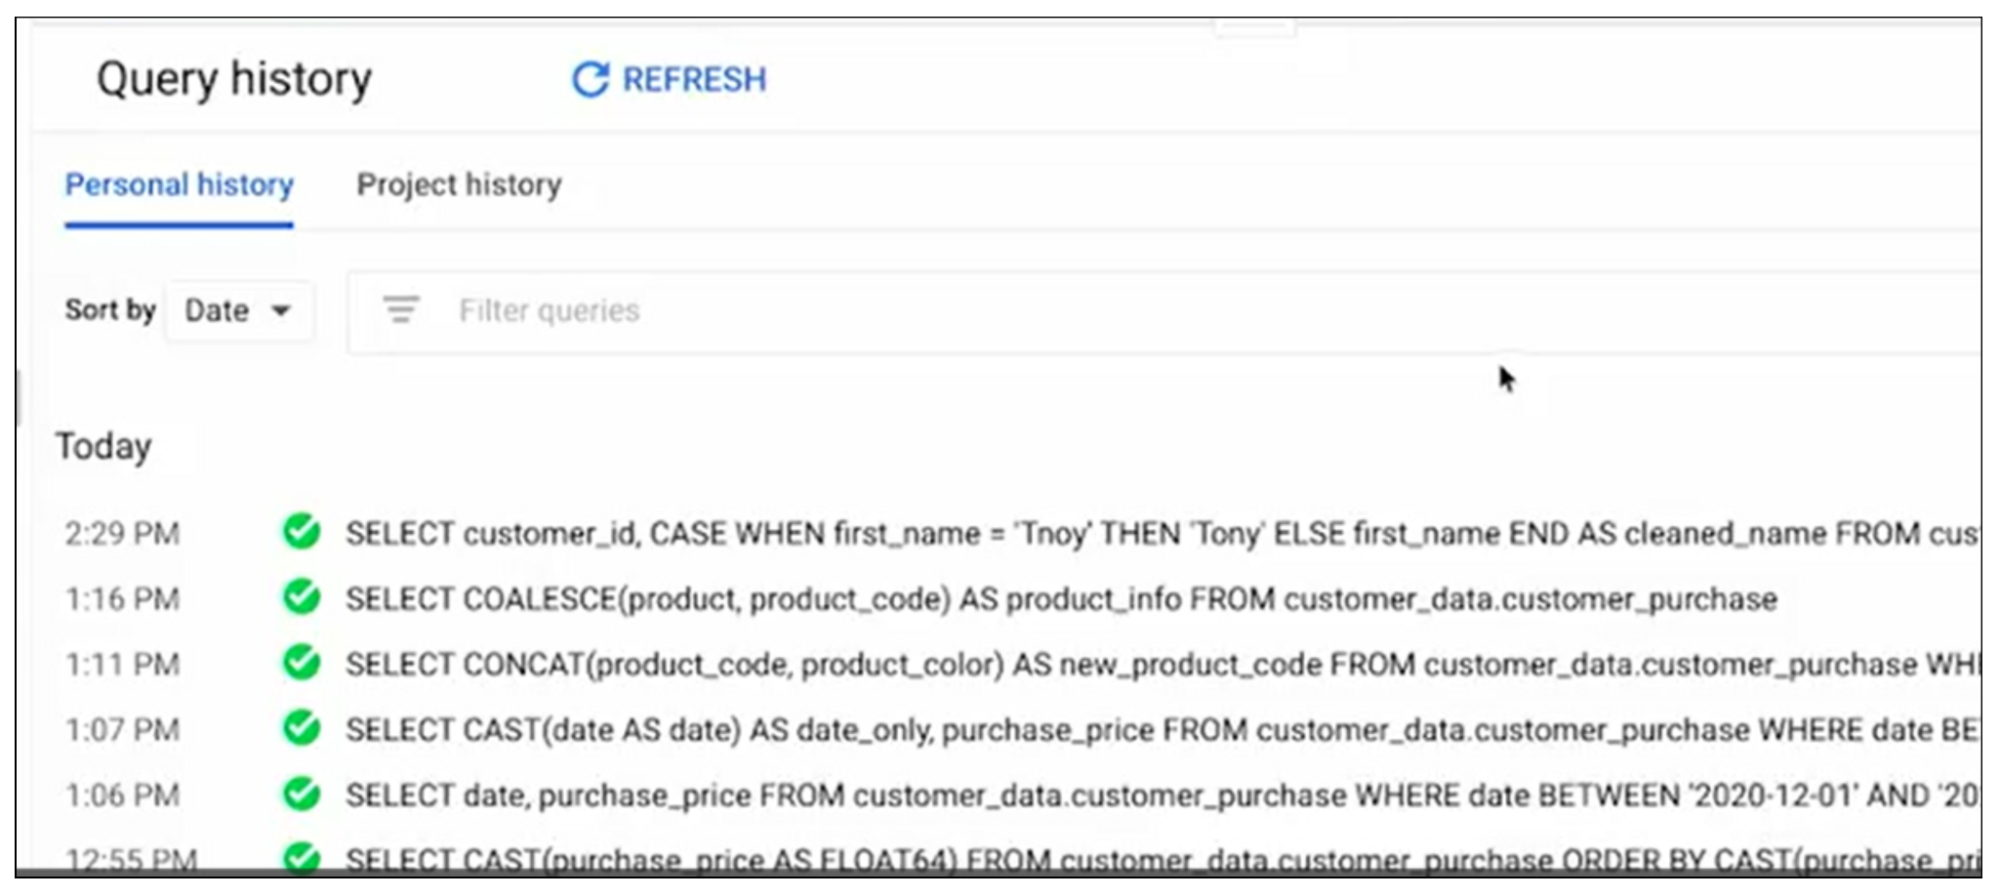 Query history REFRESH
Personal history Project history
Sort by Date Filter queries
Today
2:29 PM SELECT customer_id, CASE WHEN first_name = 'Tnoy' THEN 'Tony' ELSE first_name END AS cleaned_name FROM cus
1:16 PM SELECT COALESCE(product, product_code) AS product_info FROM customer_data.customer_purchase
1:11 PM SELECT CONCAT(product_code, product_color) AS new_product_code FROM customer_data.customer_purchase WHE
1:07 PM SELECT CAST(date AS date) AS date_only, purchase_price FROM customer_data.customer_purchase WHERE date BE
1:06 PM SELECT date, purchase_price FROM customer_data.customer_purchase WHERE date BETWEEN '2020-12-01' AND '20
12:55 PM SELECT CAST(purchase_price AS FLOAT64) FROM customer_data.customer_purchase ORDER BY CAST(purchase_pri